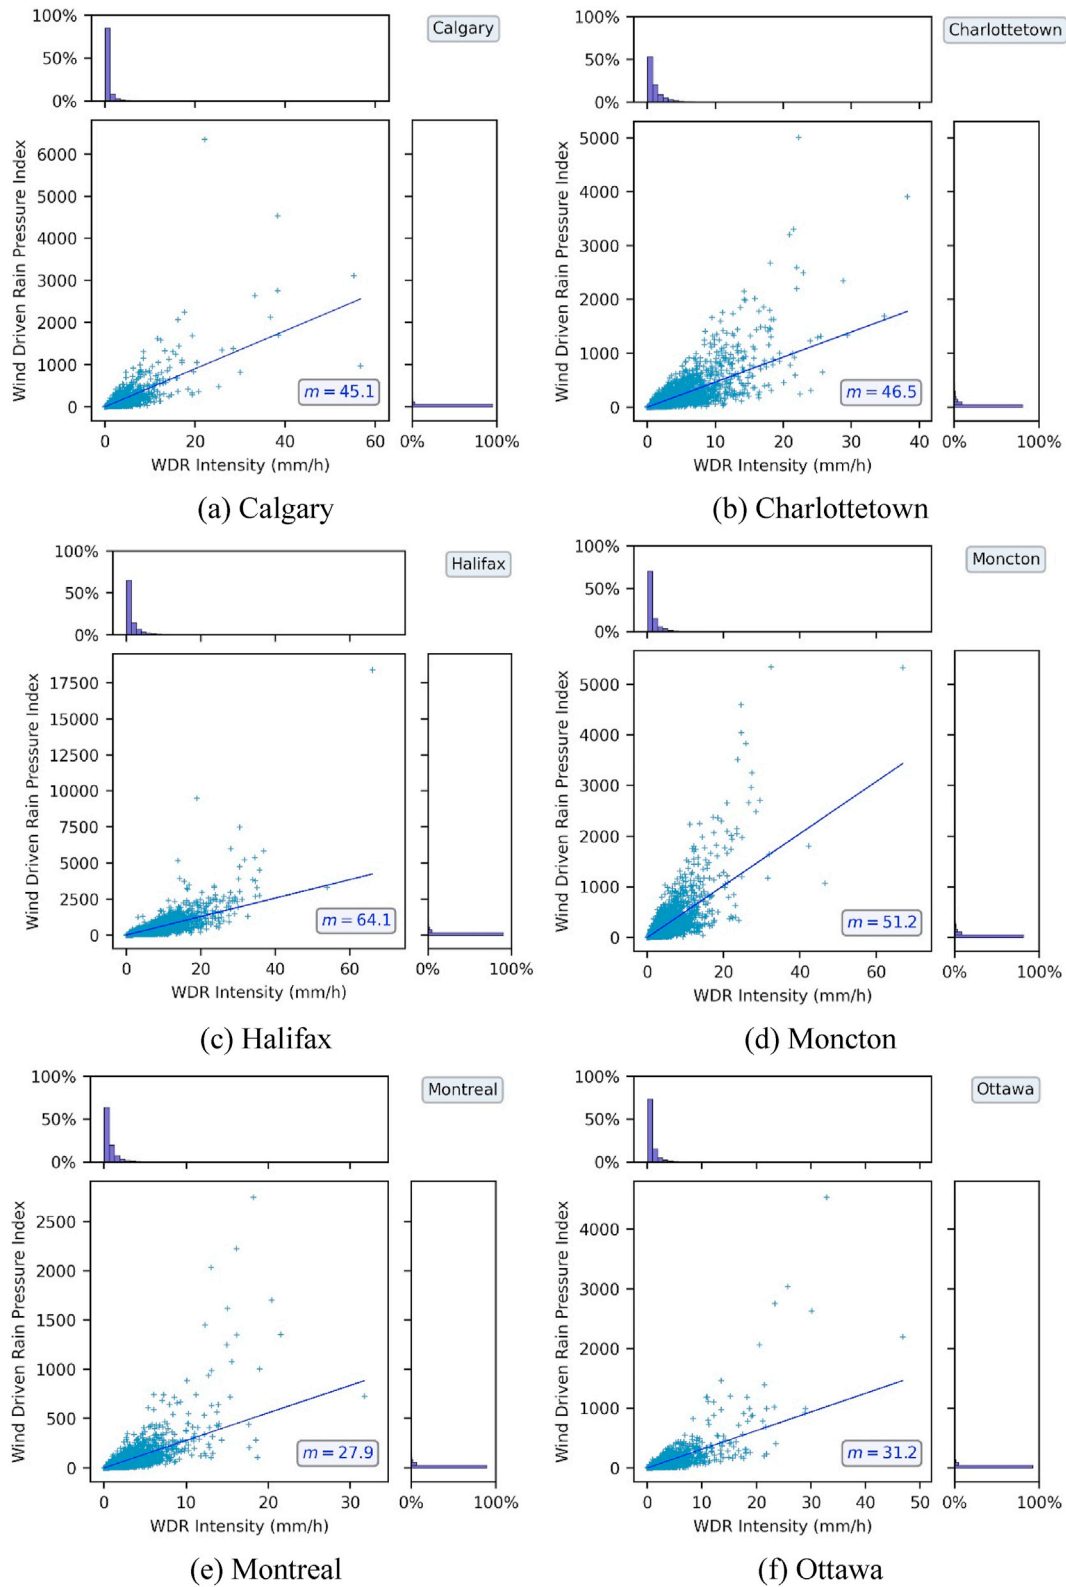 100%
50%
0%
Calgary
Wind Driven Rain Pressure Index
6000
5000
4000
3000
2000
1000
0
m = 45.1
0 20 40 60
0% 100%
WDR Intensity (mm/h)
(a) Calgary
100%
50%
0%
Charlottetown
Wind Driven Rain Pressure Index
5000
4000
3000
2000
1000
0
m = 46.5
0 10 20 30 40
0% 100%
WDR Intensity (mm/h)
(b) Charlottetown
100%
50%
0%
Halifax
Wind Driven Rain Pressure Index
17500
15000
12500
10000
7500
5000
2500
0
m = 64.1
0 20 40 60
0% 100%
WDR Intensity (mm/h)
(c) Halifax
100%
50%
0%
Moncton
Wind Driven Rain Pressure Index
5000
4000
3000
2000
1000
0
m = 51.2
0 20 40 60
0% 100%
WDR Intensity (mm/h)
(d) Moncton
100%
50%
0%
Montreal
Wind Driven Rain Pressure Index
2500
2000
1500
1000
500
0
m = 27.9
0 10 20 30
0% 100%
WDR Intensity (mm/h)
(e) Montreal
100%
50%
0%
Ottawa
Wind Driven Rain Pressure Index
4000
3000
2000
1000
0
m = 31.2
0 10 20 30 40 50
0% 100%
WDR Intensity (mm/h)
(f) Ottawa